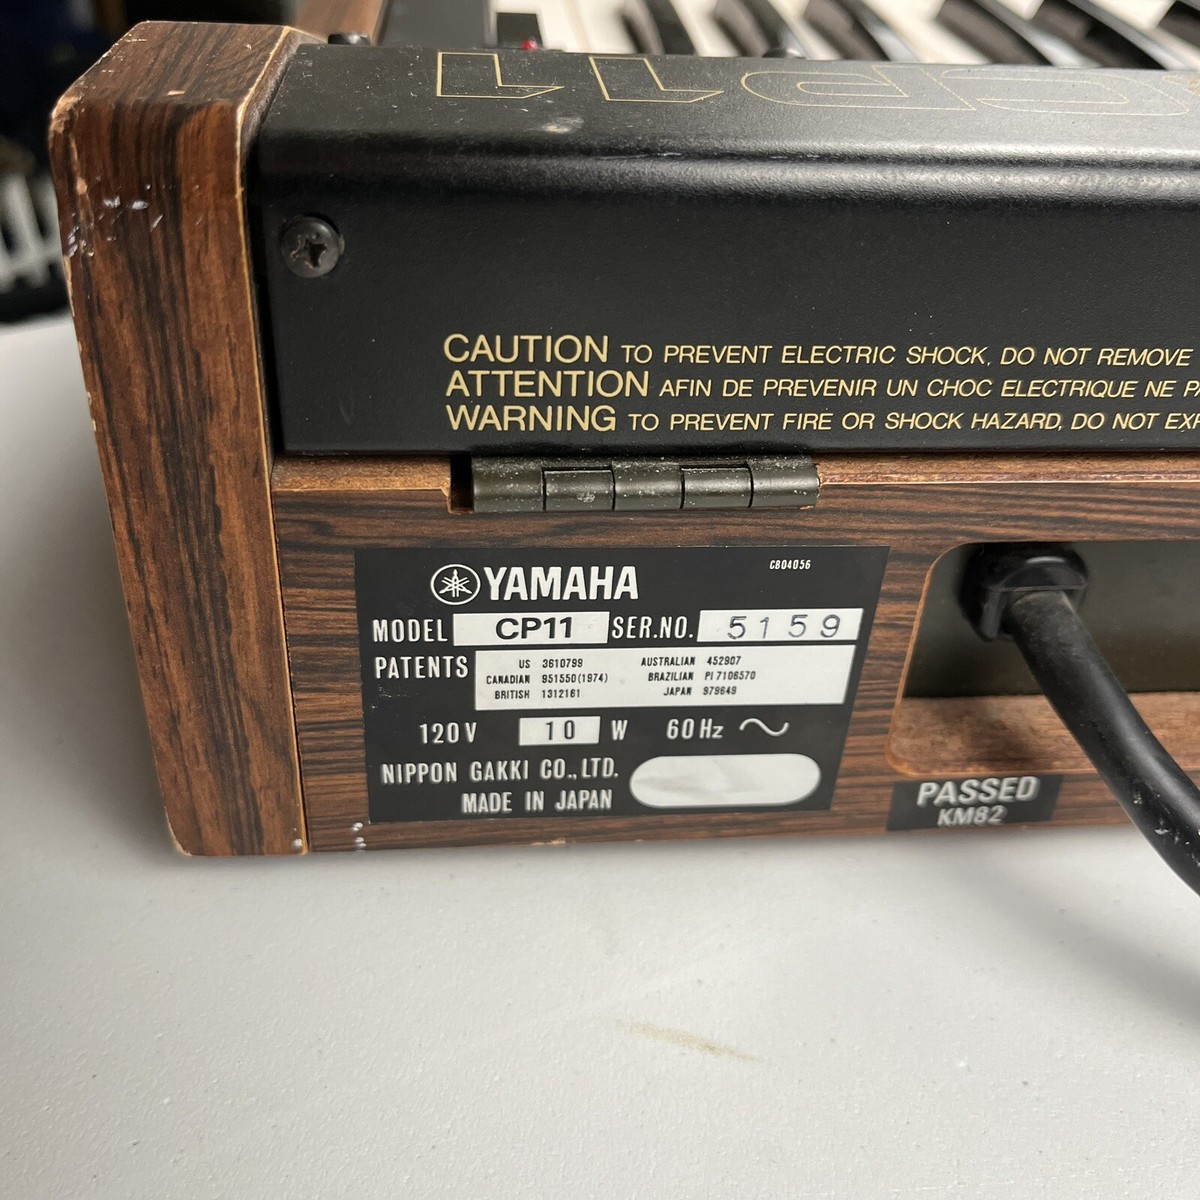 CP11
CAUTION TO PREVENT ELECTRIC SHOCK, DO NOT REMOVE
ATTENTION AFIN DE PREVENIR UN CHOC ELECTRIQUE NE
WARNING TO PREVENT FIRE OR SHOCK HAZARD, DO NOT
CB04056
YAMAHA
MODEL CP11 SER.NO. 5159
PATENTS
US 3610799 AUSTRALIAN 452907
CANADIAN 951550(1974) BRAZILIAN PI 7106570
BRITISH 1312161 JAPAN 979649
120V 10 W 60Hz
NIPPON GAKKI CO.,LTD.
MADE IN JAPAN
PASSED
KM82